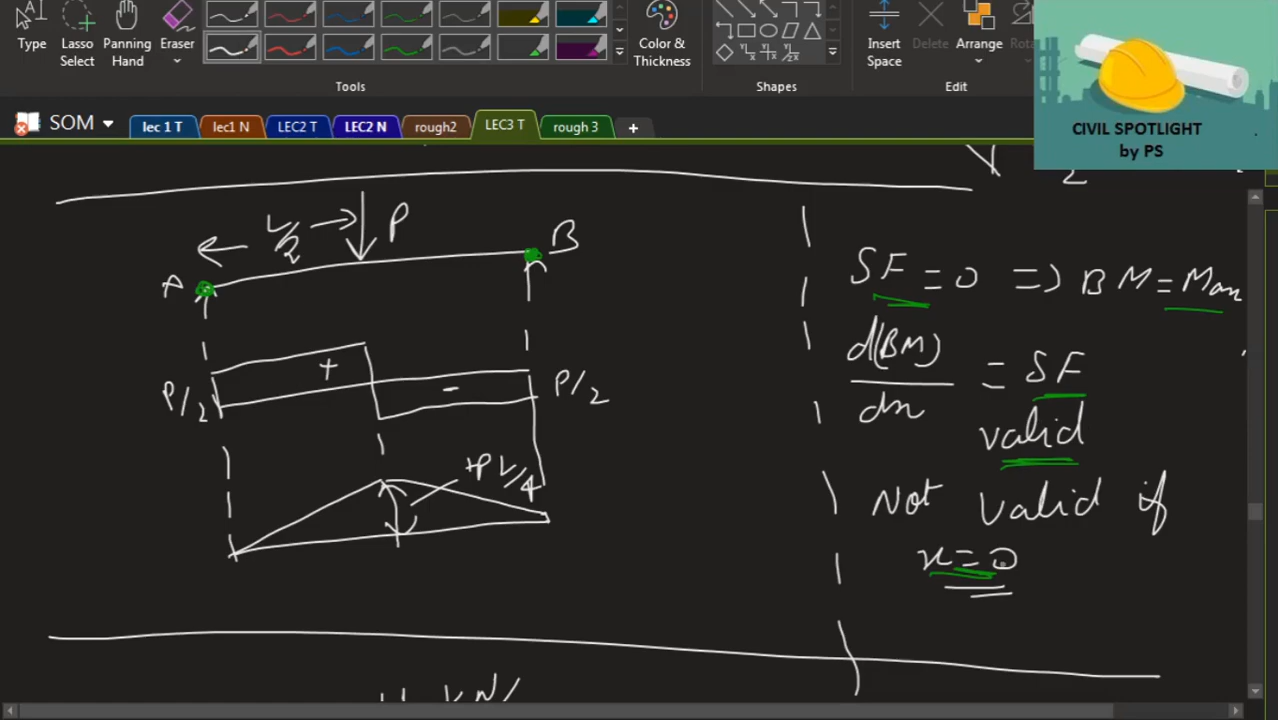 Type
Lasso Select
Panning Hand
Eraser
Color & Thickness
Insert Space
Delete
Arrange
Tools
Shapes
Edit
CIVIL SPOTLIGHT
by PS
SOM
lec 1 T
lec1 N
LEC2 T
LEC2 N
rough2
LEC3 T
rough 3
2
L/2
P
A
B
P/2
+
-
P/2
+PL/4
SF = 0 => BM = Max
d(BM)/dx = SF
valid
Not valid if
x = 0